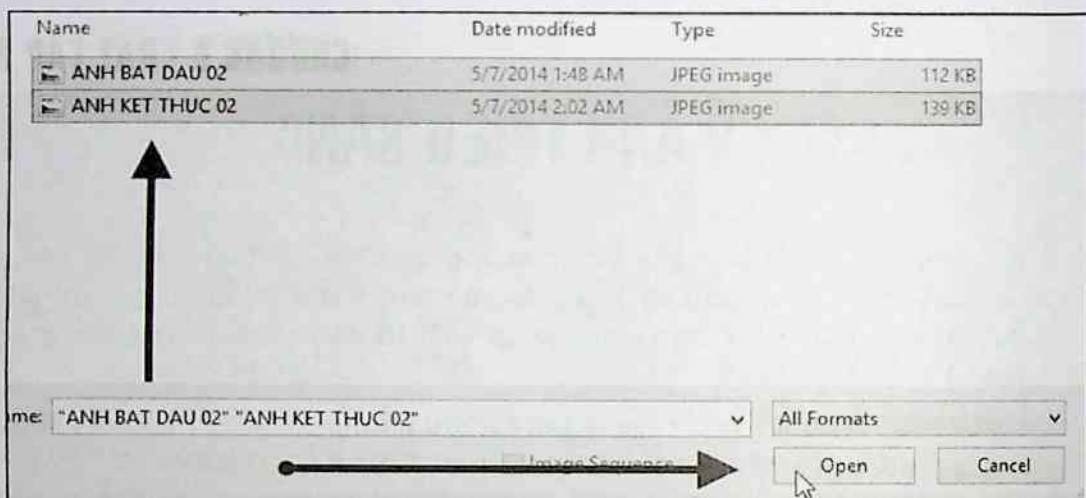 Name Date modified Type Size
ANH BAT DAU 02 5/7/2014 1:48 AM JPEG image 112 KB
ANH KET THUC 02 5/7/2014 2:02 AM JPEG image 139 KB
me: "ANH BAT DAU 02" "ANH KET THUC 02" All Formats
Image Sequence Open Cancel